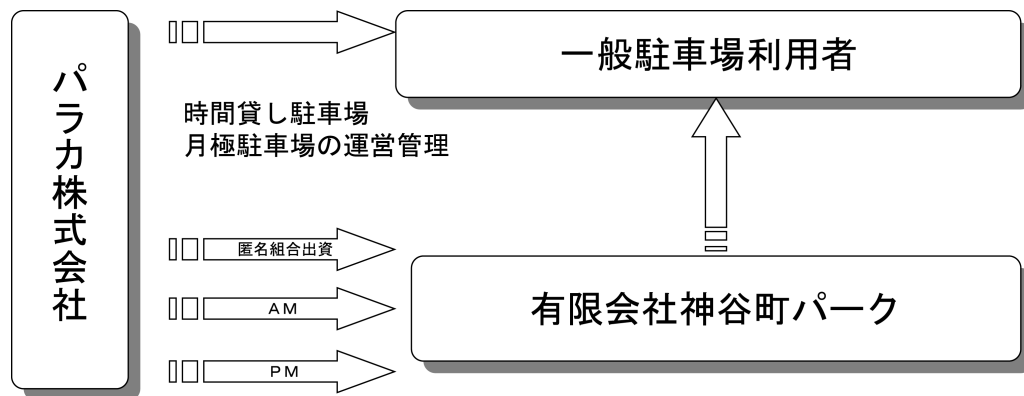 パラカ株式会社
一般駐車場利用者
時間貸し駐車場
月極駐車場の運営管理
匿名組合出資
ＡＭ
ＰＭ
有限会社神谷町パーク